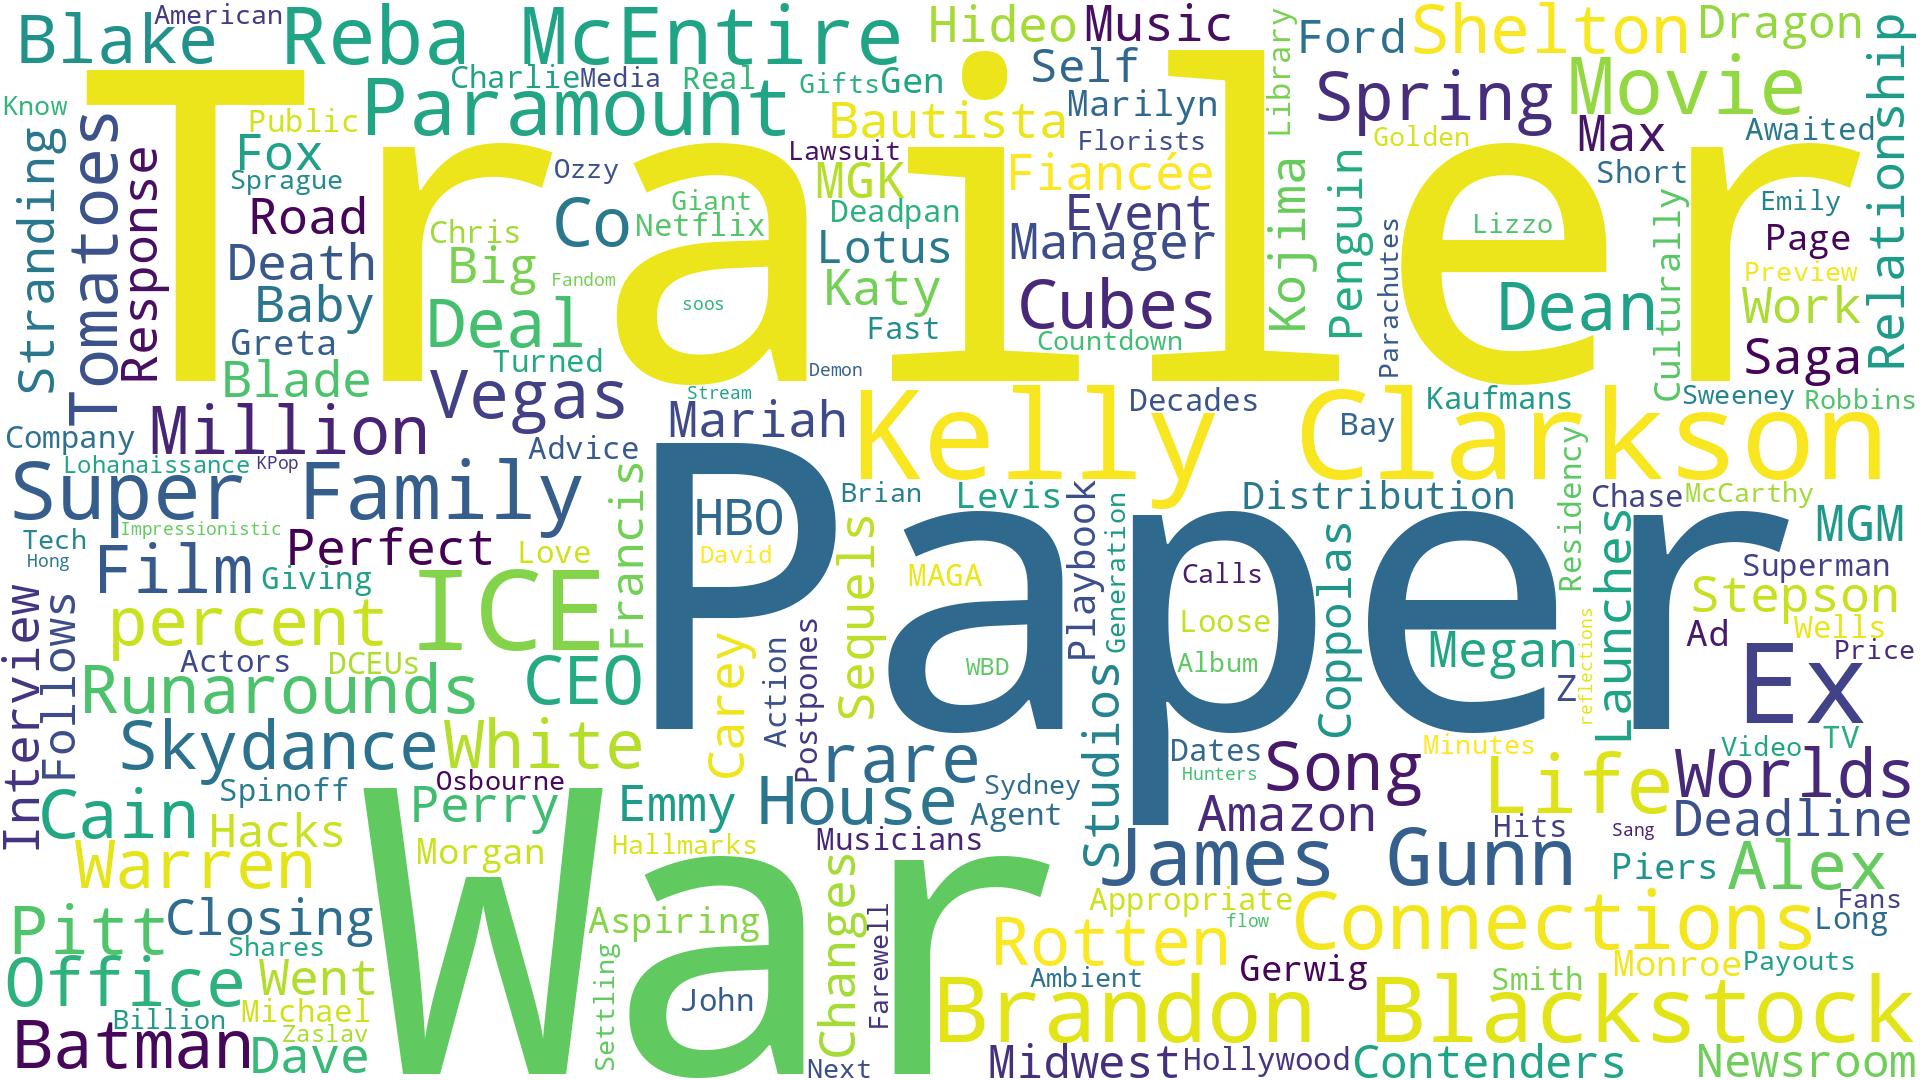 American
Blake
Reba McEntire
Hideo
Music
Ford
Shelton
Dragon
Relationship
Know
Trailer
Charlie
Media
Real
Gifts
Gen
Self
Library
Spring
Movie
Paramount
Public
Bautista
Marilyn
Golden
Max
Awaited
Stranding
Tomatoes
Response
Fox
Sprague
Ozzy
Lawsuit
MGK
Florists
Fiancée
Kojima
Penguin
Short
Road
Chris
Co
Giant
Netflix
Deadpan
Event
Lizzo
Culturally
Emily
Page
Death
Big
Fandom
Lotus
Manager
Parachutes
Preview
Baby
Deal
soos
Katy
Cubes
Dean
Work
Greta
Turned
Fast
Countdown
Saga
Blade
Vegas
Demon
Stream
Kelly Clarkson
Decades
Kaufmans
Sweeney
Robbins
Million
Mariah
Bay
Company
Advice
Lohanaissance
KPop
Super
Family
Francis
Paper
HBO
Brian
Levis
Playbook
Distribution
Residency
Chase
McCarthy
Tech
Impressionistic
Hong
Perfect
Love
David
Sequels
MAGA
Generation
Calls
Coppolas
Launches
MGM
Film
Giving
ICE
Superman
Interview
Follows
percent
Carey
Action
Postpones
Loose
Stepson
Wells
Actors
DCEUs
WBD
Album
Megan
reflections
Ad
Price
Runarounds
CEO
Z
Ex
Skydance
White
rare
Studios
Dates
Hunters
Song
Minutes
Video
TV
Spinoff
Osbourne
House
Sydney
Life
Worlds
Cain
Perry
Emmy
Agent
Amazon
Hits
Sang
Deadline
Hacks
War
Morgan
Hallmarks
Musicians
James Gunn
Piers
Alex
Warren
Changes
Appropriate
Fans
Pitt
Closing
Aspiring
Farewell
flow
Connections
Long
Shares
Rotten
Office
Went
Settling
Ambient
Gerwig
Smith
Monroe
Payouts
Michael
John
Brandon Blackstock
Billion
Zaslav
Batman
Dave
Next
Midwest
Hollywood
Contenders
Newsroom